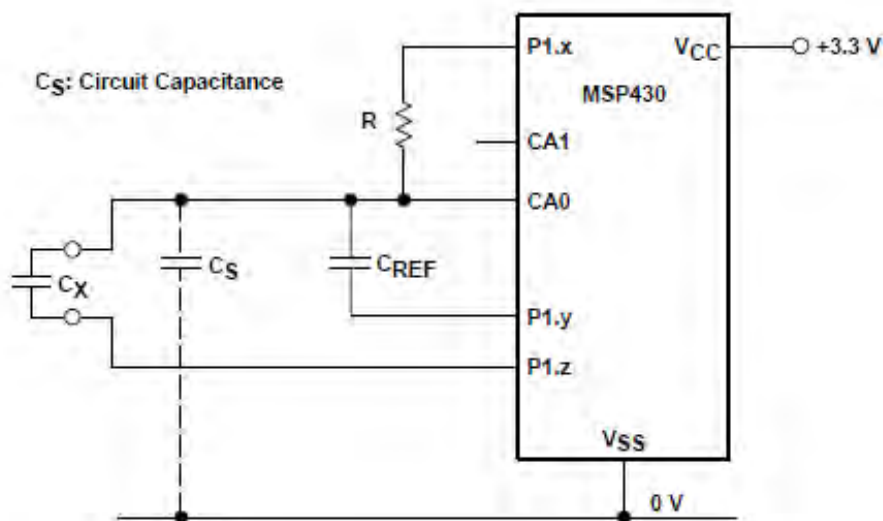 P1.x
VCC
+3.3 V
CS: Circuit Capacitance
MSP430
R
CA1
CA0
CX
CS
CREF
P1.y
P1.z
VSS
0 V